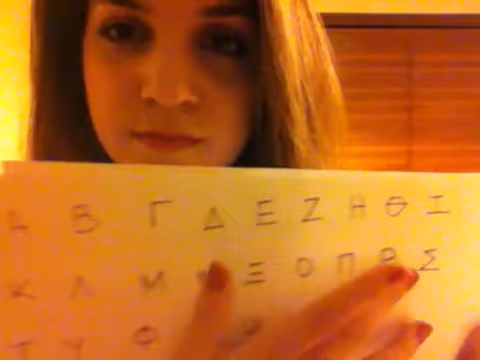 Α Β Γ Δ Ε Ζ Η Θ Ι
Κ Λ Μ Ξ Ο Π Ρ Σ
Τ Υ Φ